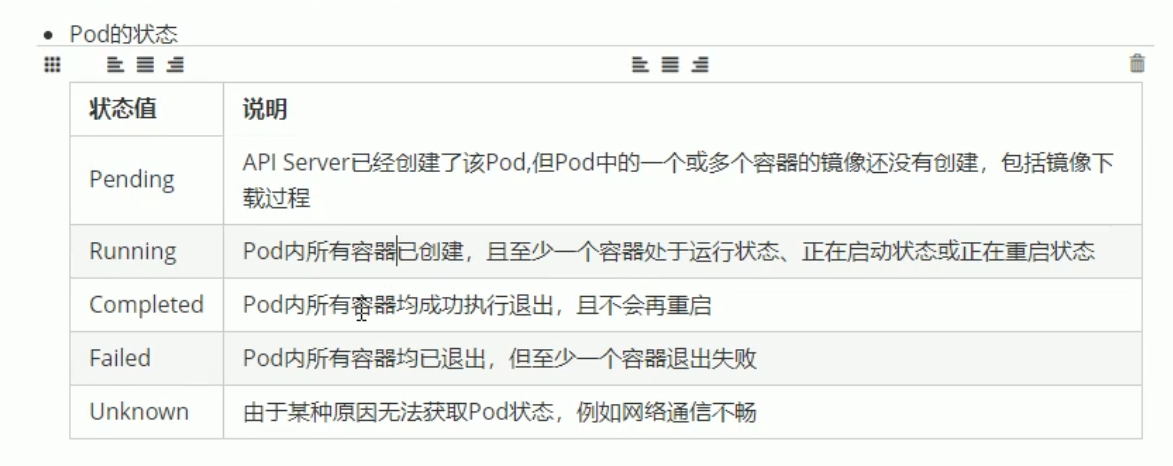 Pod的状态
状态值 说明
Pending API Server已经创建了该Pod,但Pod中的一个或多个容器的镜像还没有创建，包括镜像下
载过程
Running Pod内所有容器已创建，且至少一个容器处于运行状态、正在启动状态或正在重启状态
Completed Pod内所有容器均成功执行退出，且不会再重启
Failed Pod内所有容器均已退出，但至少一个容器退出失败
Unknown 由于某种原因无法获取Pod状态，例如网络通信不畅